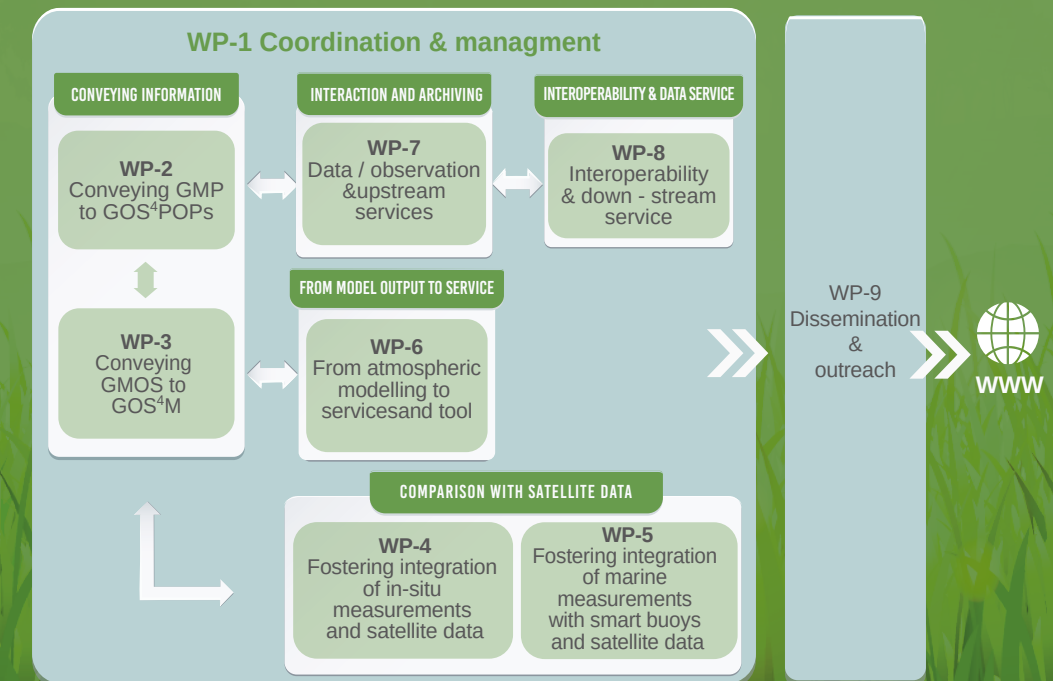 WP-1 Coordination & managment
CONVEYING INFORMATION
WP-2
Conveying GMP
to GOS⁴POPs
WP-3
Conveying
GMOS to
GOS⁴M
INTERACTION AND ARCHIVING
WP-7
Data / observation
&upstream
services
INTEROPERABILITY & DATA SERVICE
WP-8
Interoperability
& down - stream
service
FROM MODEL OUTPUT TO SERVICE
WP-6
From atmospheric
modelling to
servicesand tool
COMPARISON WITH SATELLITE DATA
WP-4
Fostering integration
of in-situ
measurements
and satellite data
WP-5
Fostering integration
of marine
measurements
with smart buoys
and satellite data
WP-9
Dissemination
&
outreach
WWW